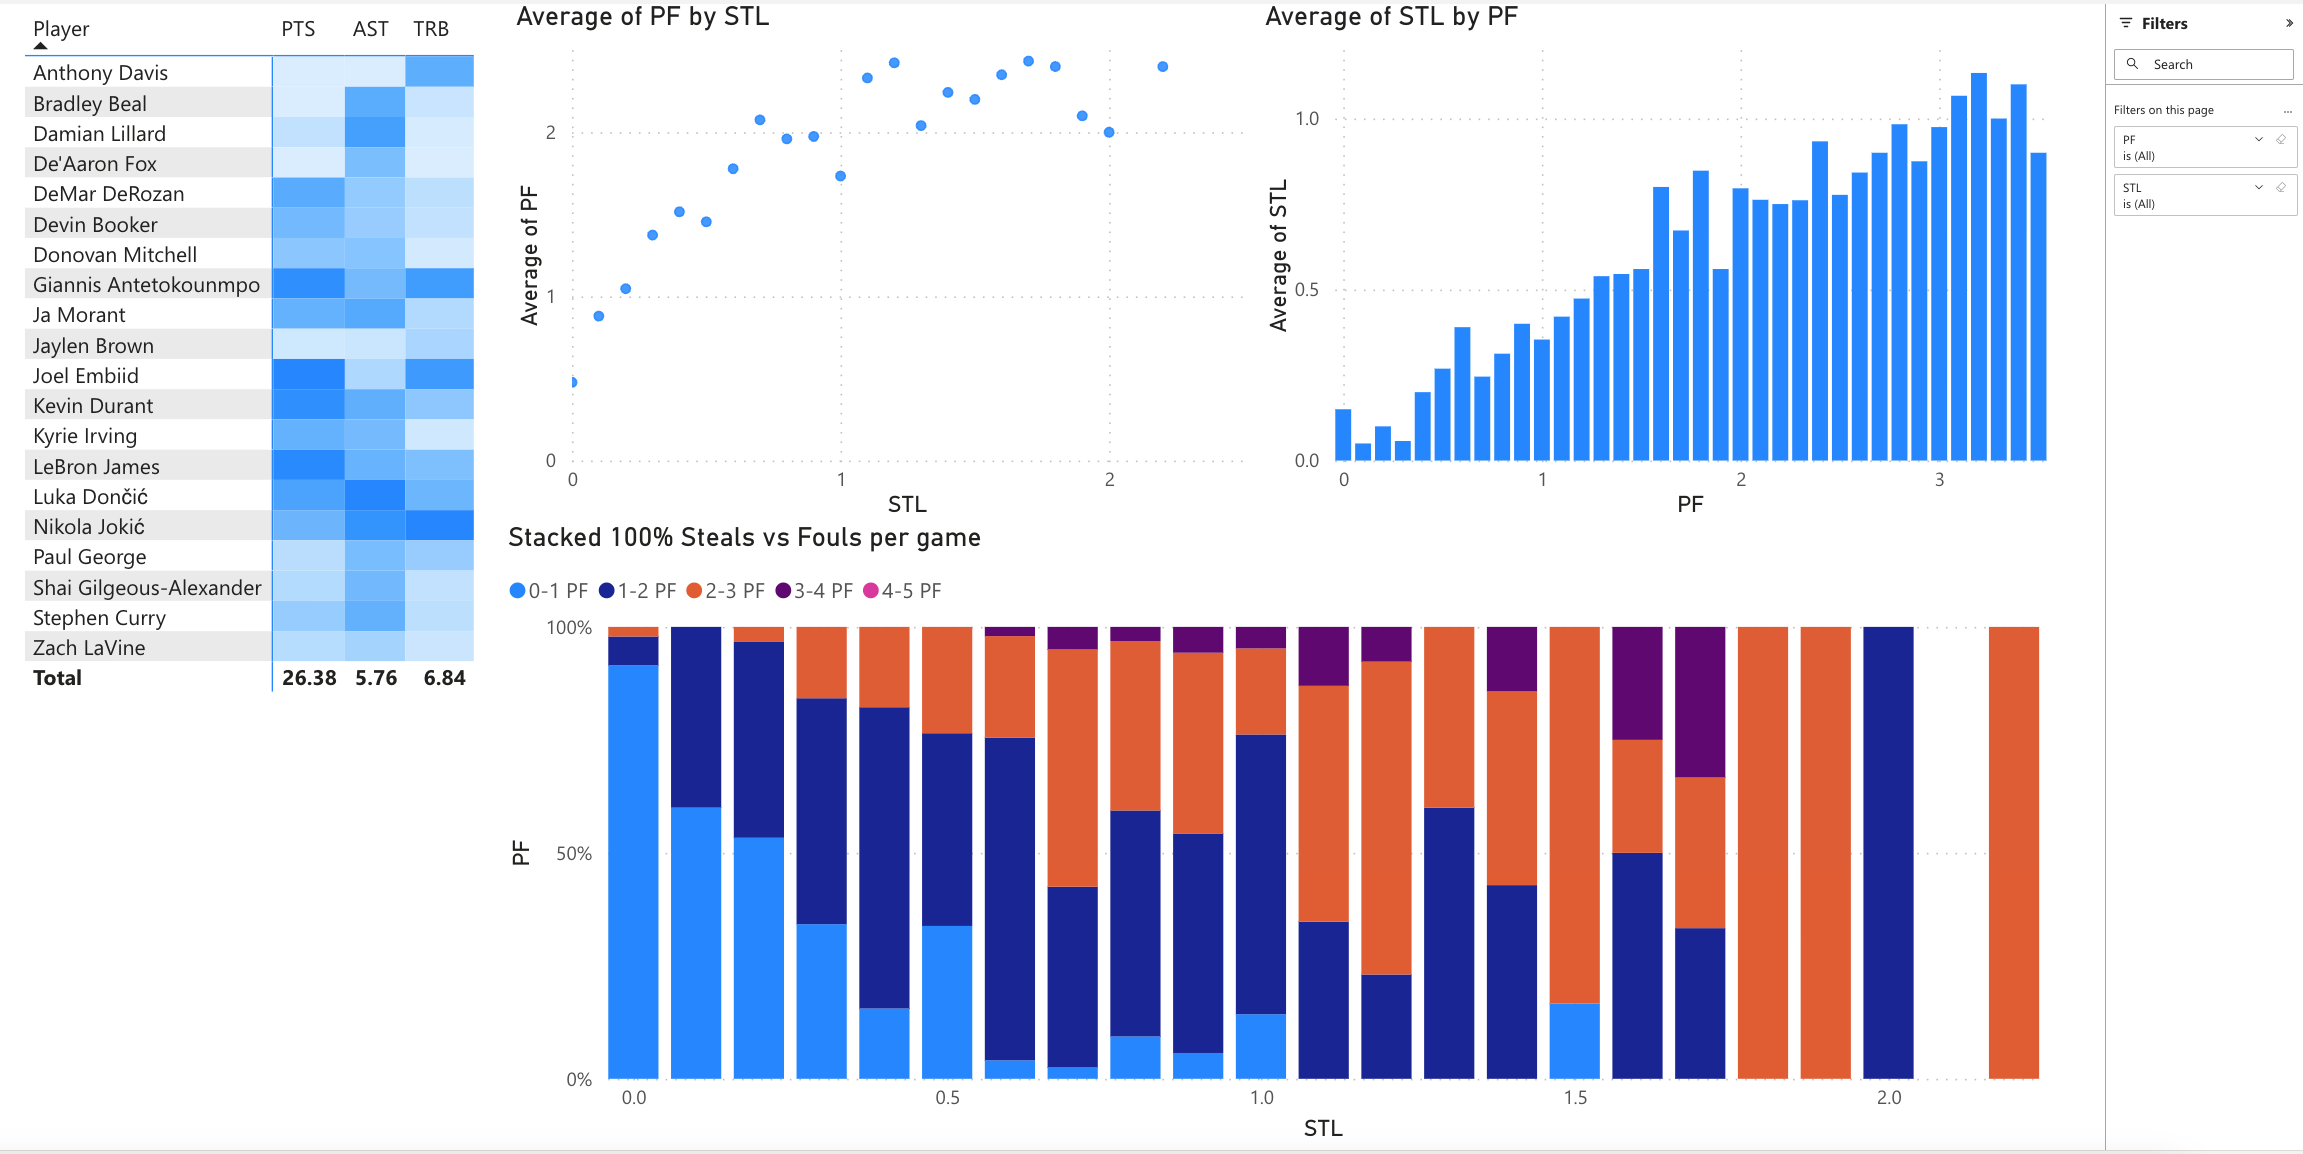 Player PTS AST TRB
Anthony Davis
Bradley Beal
Damian Lillard
De'Aaron Fox
DeMar DeRozan
Devin Booker
Donovan Mitchell
Giannis Antetokounmpo
Ja Morant
Jaylen Brown
Joel Embiid
Kevin Durant
Kyrie Irving
LeBron James
Luka Dončić
Nikola Jokić
Paul George
Shai Gilgeous-Alexander
Stephen Curry
Zach LaVine
Total 26.38 5.76 6.84
Average of PF by STL
Average of PF
2
1
0
0 1 2
STL
Average of STL by PF
Average of STL
1.0
0.5
0.0
0 1 2 3
PF
Stacked 100% Steals vs Fouls per game
0-1 PF 1-2 PF 2-3 PF 3-4 PF 4-5 PF
PF
100%
50%
0%
0.0 0.5 1.0 1.5 2.0
STL
Filters »
Search
Filters on this page ...
PF
is (All)
STL
is (All)